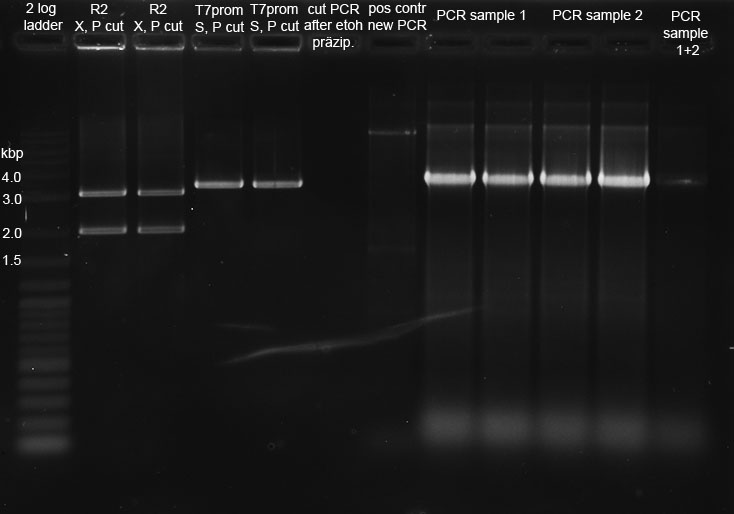 2 log
ladder
R2
X, P cut
R2
X, P cut
T7prom
S, P cut
T7prom
S, P cut
cut PCR
after etoh
präzip.
pos contr
new PCR
PCR sample 1
PCR sample 2
PCR
sample
1+2
kbp
4.0
3.0
2.0
1.5